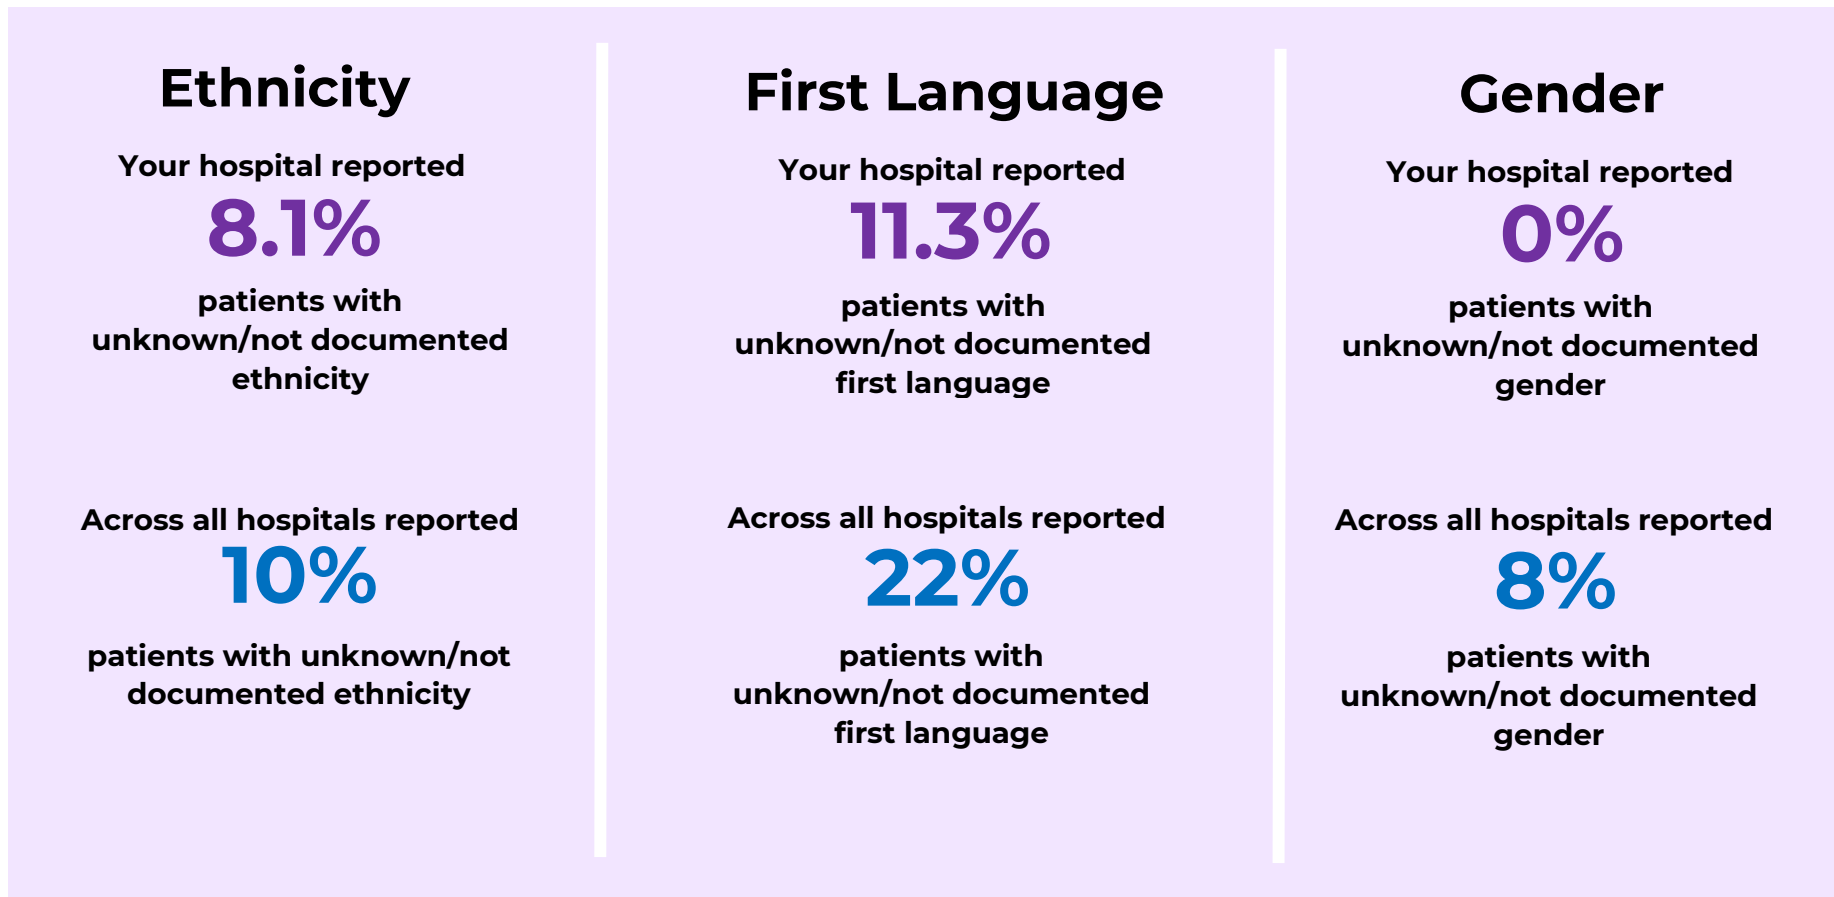 Ethnicity
Your hospital reported
8.1%
patients with
unknown/not documented
ethnicity
Across all hospitals reported
10%
patients with unknown/not
documented ethnicity
First Language
Your hospital reported
11.3%
patients with
unknown/not documented
first language
Across all hospitals reported
22%
patients with
unknown/not documented
first language
Gender
Your hospital reported
0%
patients with
unknown/not documented
gender
Across all hospitals reported
8%
patients with
unknown/not documented
gender